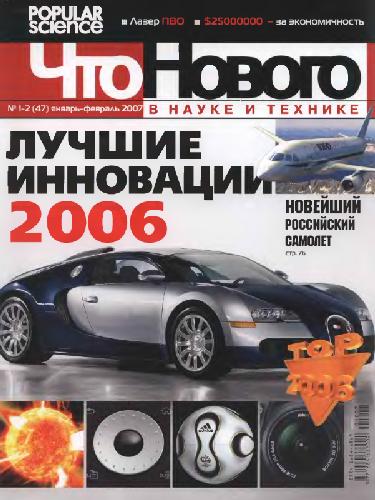 POPULAR
Science
Лазер ПВО ■ $25000000 – за экономичность
Что Нового
№ 1-2 (47) январь-февраль 2007
В НАУКЕ И ТЕХНИКЕ
ЛУЧШИЕ
ИННОВАЦИИ
2006
НОВЕЙШИЙ
РОССИЙСКИЙ
САМОЛЕТ
TOP
2006